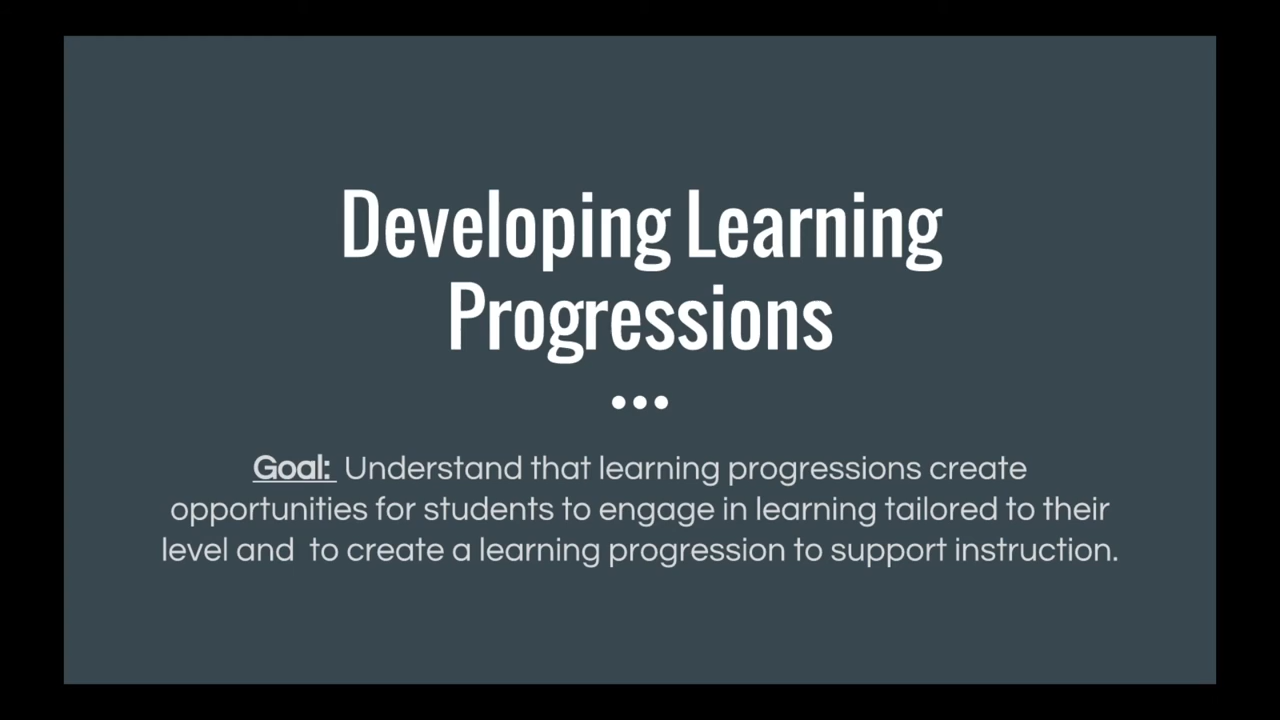 Developing Learning
Progressions
Goal: Understand that learning progressions create
opportunities for students to engage in learning tailored to their
level and  to create a learning progression to support instruction.